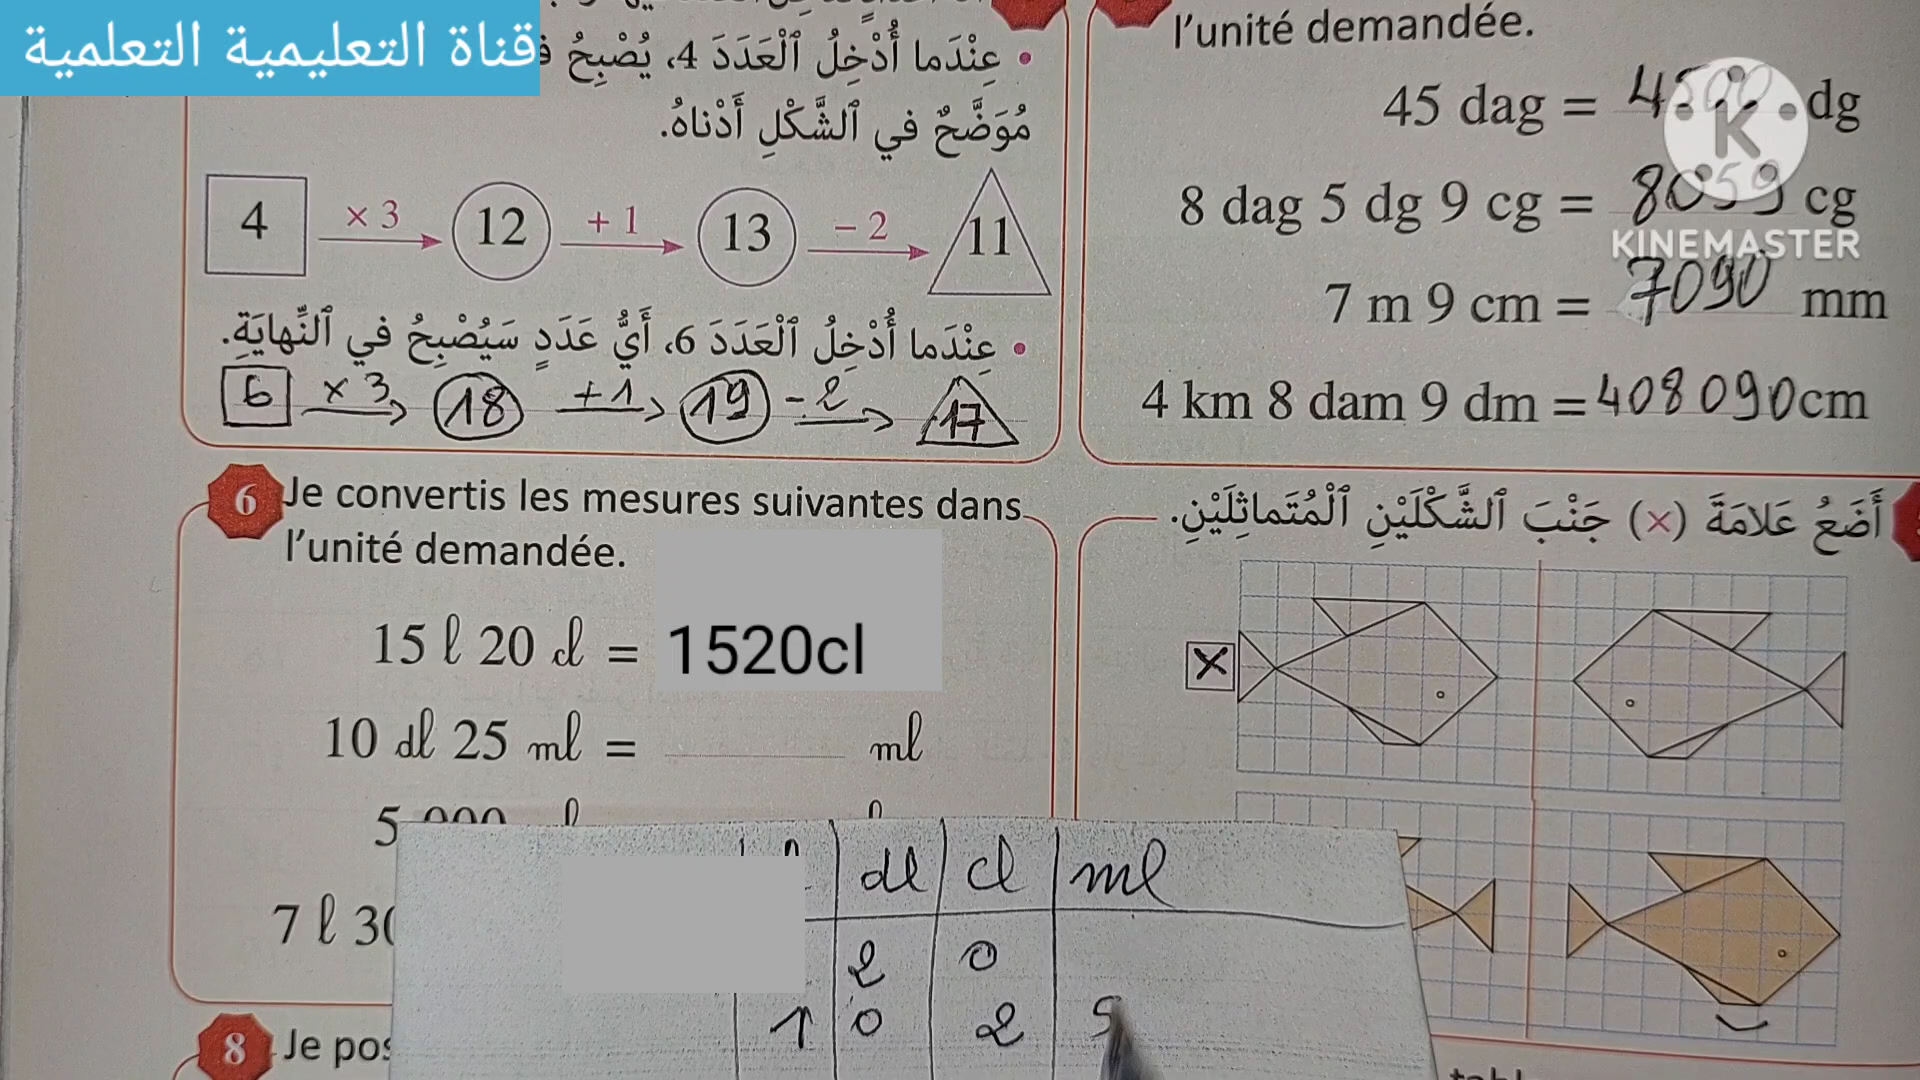 قناة التعليمية التعلمية
• عِنْدَما أُدْخِلُ ٱلْعَدَدَ 4، يُصْبِحُ
مُوَضَّحٌ في ٱلشَّكْلِ أَدْناهُ.
4 × 3 12 + 1 13 − 2 11
• عِنْدَما أُدْخِلُ ٱلْعَدَدَ 6، أَيُّ عَدَدٍ سَيُصْبِحُ في ٱلنِّهايَةِ.
6 × 3 18 + 1 19 - 2 17
l’unité demandée.
45 dag = dg
8 dag 5 dg 9 cg = 8059 cg
KINEMASTER
7 m 9 cm = 7090 mm
4 km 8 dam 9 dm = 408090 cm
6 Je convertis les mesures suivantes dans
l’unité demandée.
15 l 20 cl = 1520cl
10 dl 25 ml = ml
7 l 30
8 Je pos
أَضَعُ عَلامَةَ (×) جَنْبَ ٱلشَّكْلَيْنِ ٱلْمُتَماثِلَيْنِ.
×
dl cl ml
2 0
1 0 2